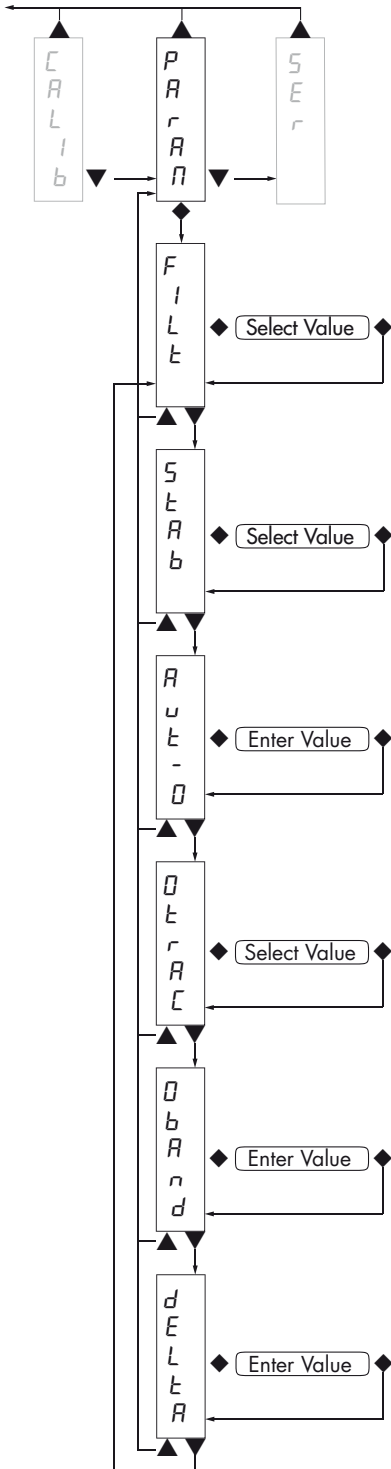 CALIb
PArAM
SEr
FILt
Select Value
StAb
Select Value
Aut-0
Enter Value
0trAC
Select Value
0bAnd
Enter Value
dELtA
Enter Value